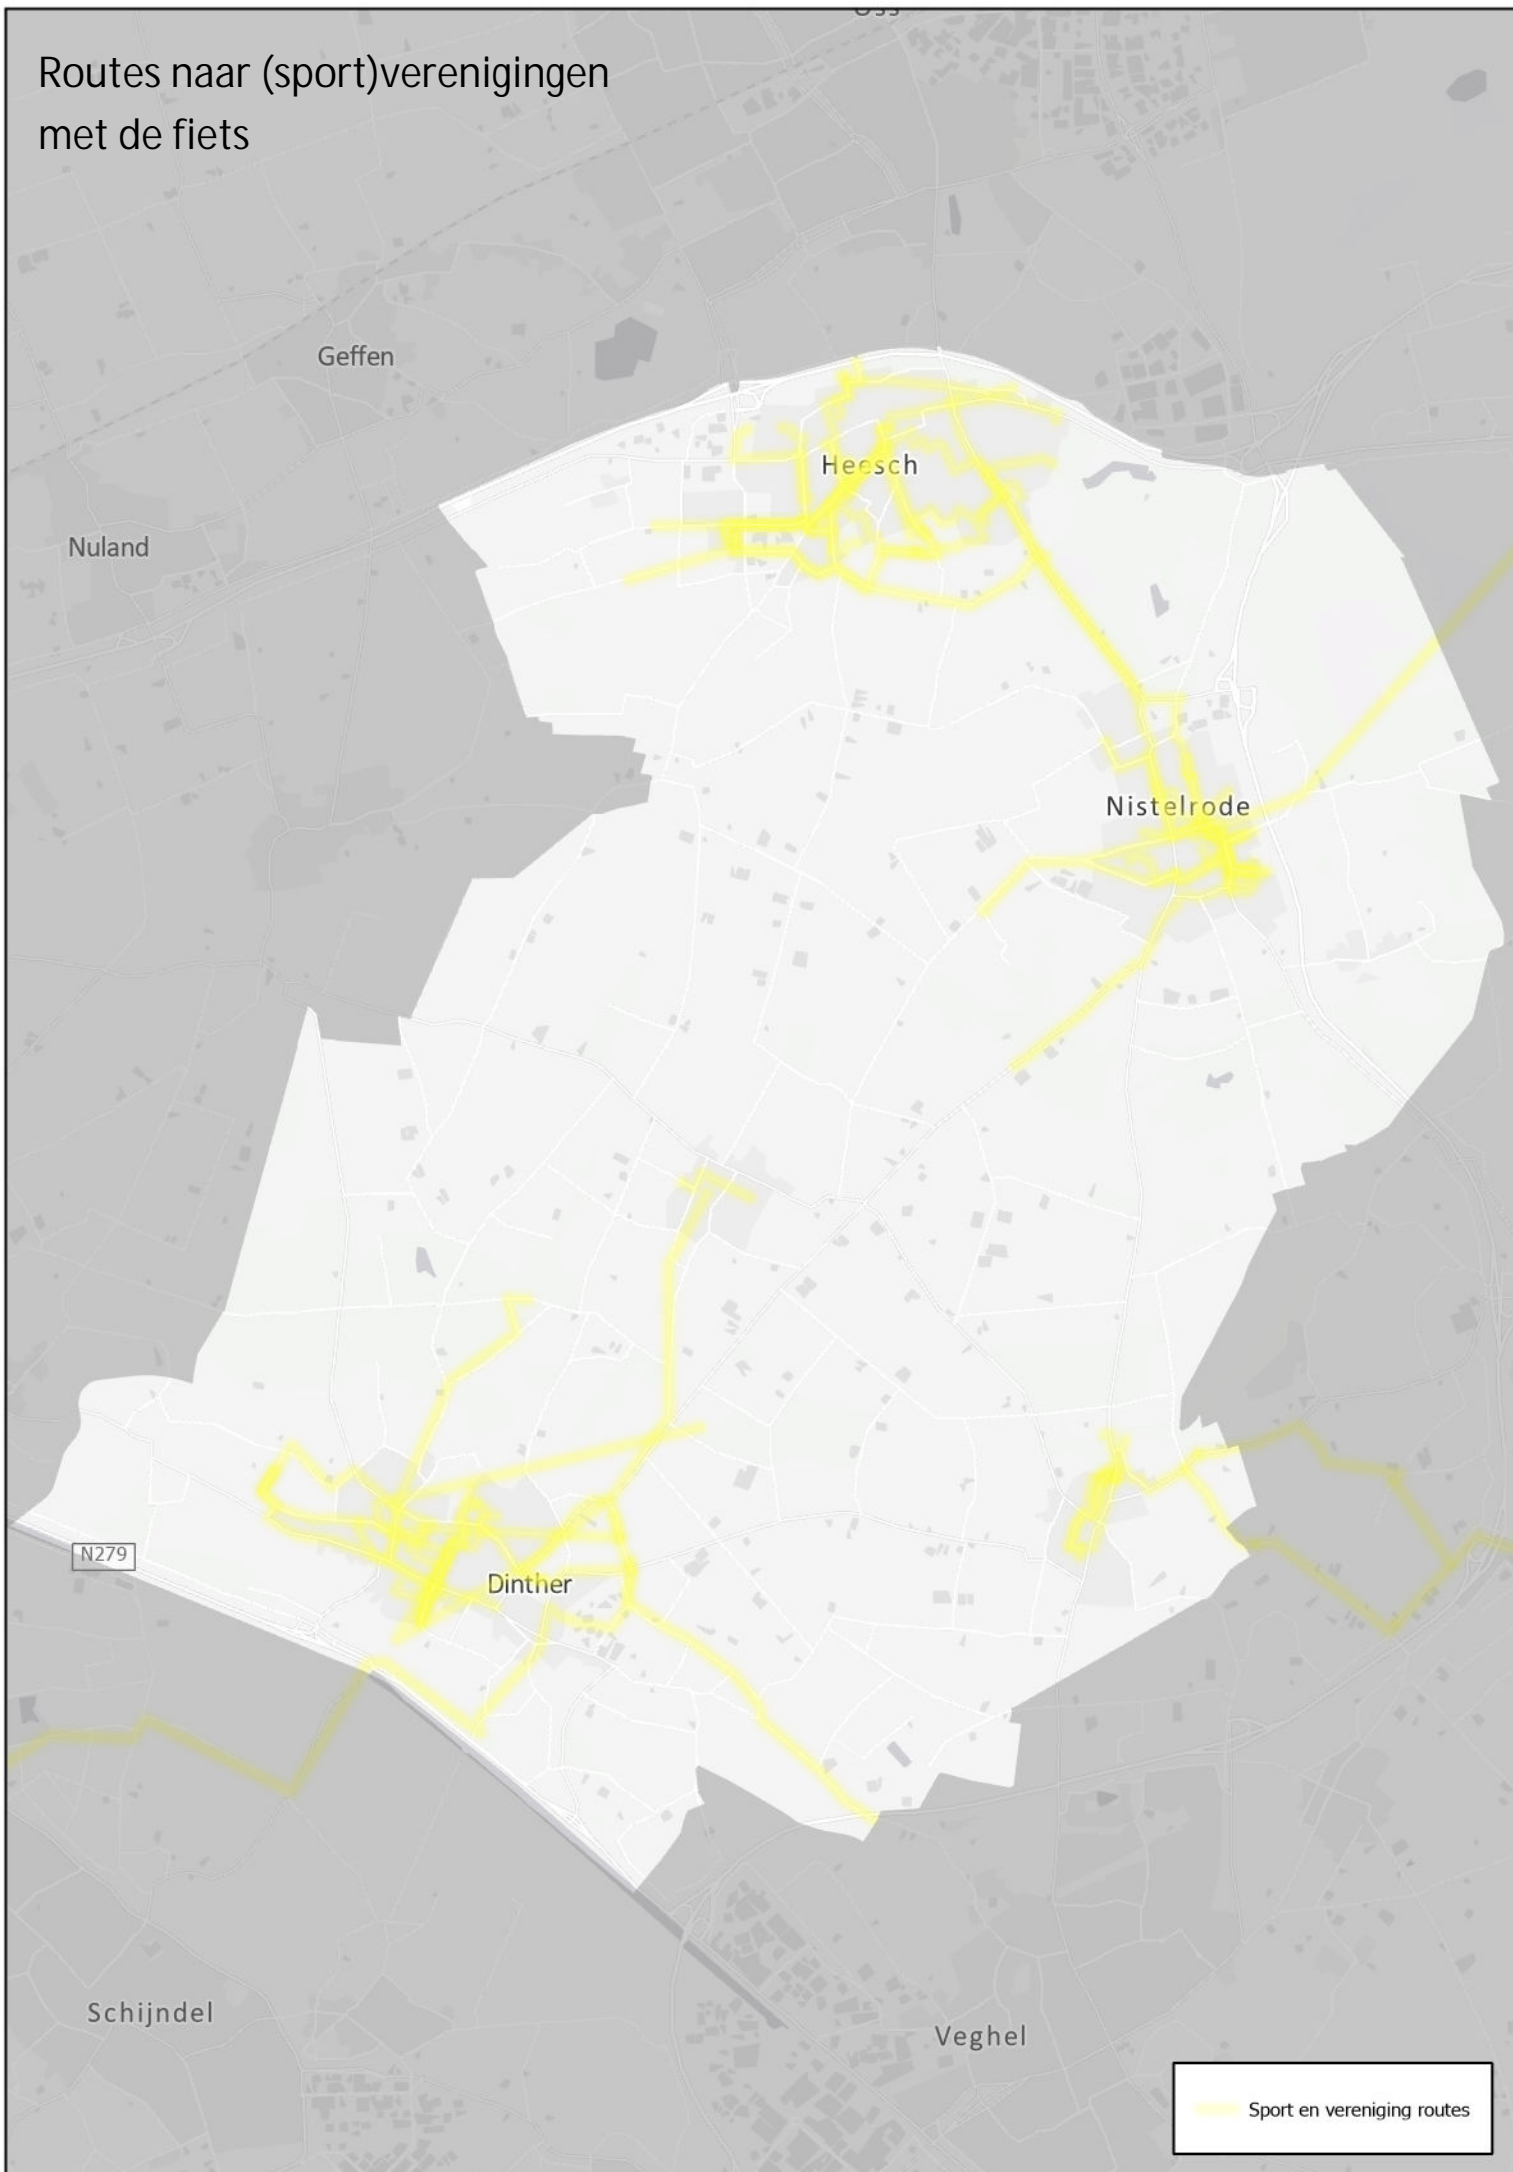 Oss
Routes naar (sport)verenigingen
met de fiets
Geffen
Heesch
Nuland
Nistelrode
N279
Dinther
Schijndel
Veghel
Sport en vereniging routes